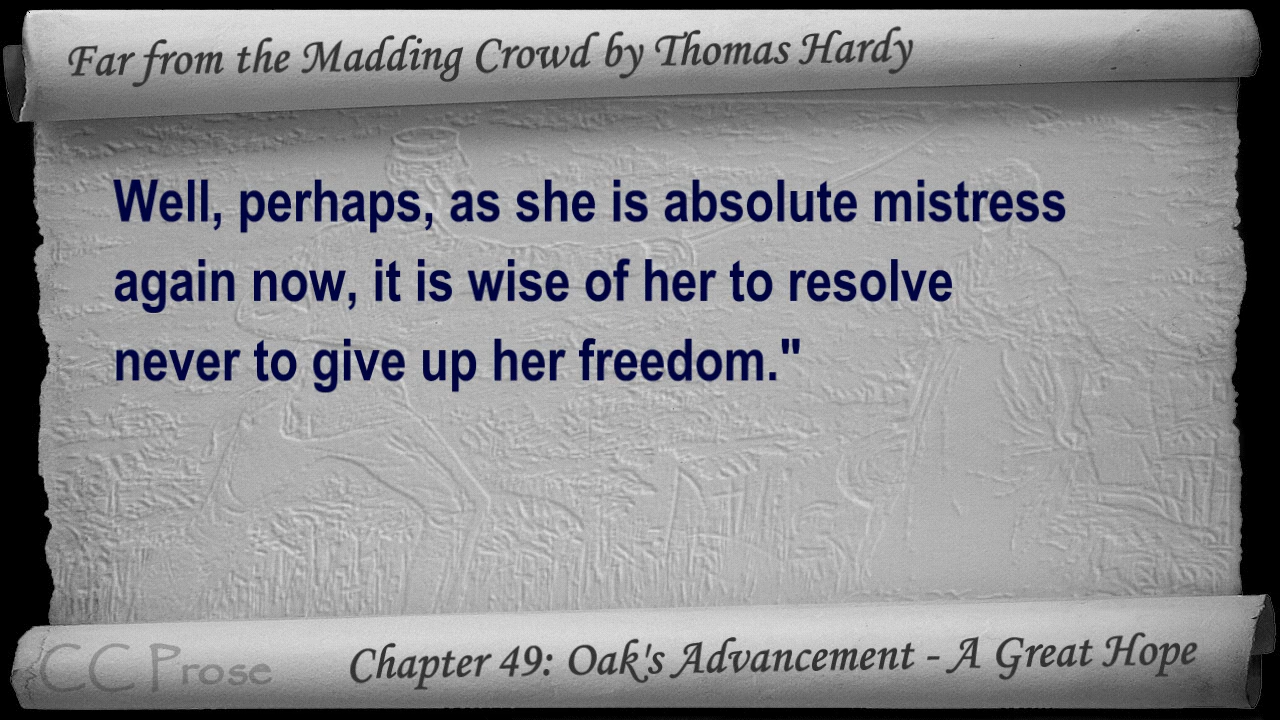 Far from the Madding Crowd by Thomas Hardy
Well, perhaps, as she is absolute mistress
again now, it is wise of her to resolve
never to give up her freedom."
CC Prose
Chapter 49: Oak's Advancement - A Great Hope